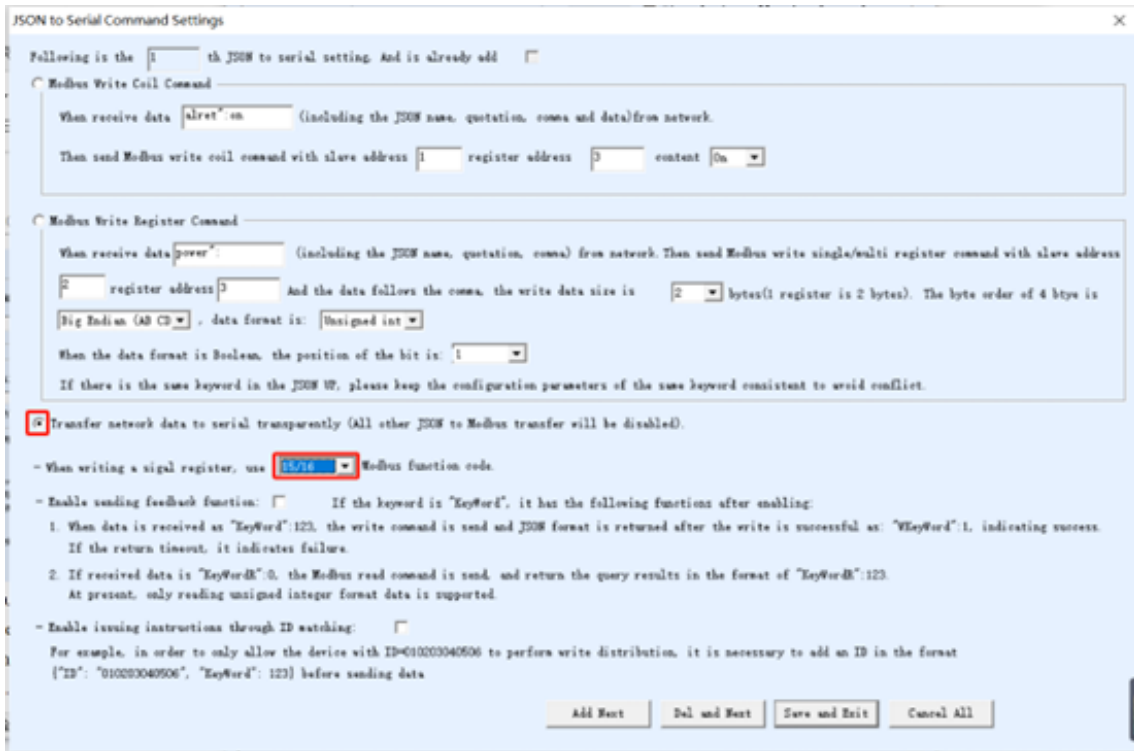 JSON to Serial Command Settings
Following is the 1 th JSON to serial setting. And is already add
Modbus Write Coil Command
When receive data alret":on (including the JSON name, quotation, comma and data)from network.
Then send Modbus write coil command with slave address 1 register address 3 content On
Modbus Write Register Command
When receive data power": (including the JSON name, quotation, comma) from network. Then send Modbus write single/multi register command with slave address
2 register address 3 And the data follows the comma, the write data size is 2 bytes(1 register is 2 bytes). The byte order of 4 btye is
Big Endian (AB CD , data format is: Unsigned int
When the data format is Boolean, the position of the bit is: 1
If there is the same keyword in the JSON UP, please keep the configuration parameters of the same keyword consistent to avoid conflict.
Transfer network data to serial transparently (All other JSON to Modbus transfer will be disabled).
- When writing a sigal register, use 15/16 Modbus function code.
- Enable sending feedback function: If the keyword is "KeyWord", it has the following functions after enabling:
1. When data is received as "KeyWord":123, the write command is send and JSON format is returned after the write is successful as: "WKeyWord":1, indicating success.
If the return timeout, it indicates failure.
2. If received data is "KeyWordR":0, the Modbus read command is send, and return the query results in the format of "KeyWordR":123.
At present, only reading unsigned integer format data is supported.
- Enable issuing instructions through ID matching:
For example, in order to only allow the device with ID=010203040506 to perform write distribution, it is necessary to add an ID in the format
{"ID": "010203040506", "KeyWord": 123} before sending data
Add Next Del and Next Save and Exit Cancel All